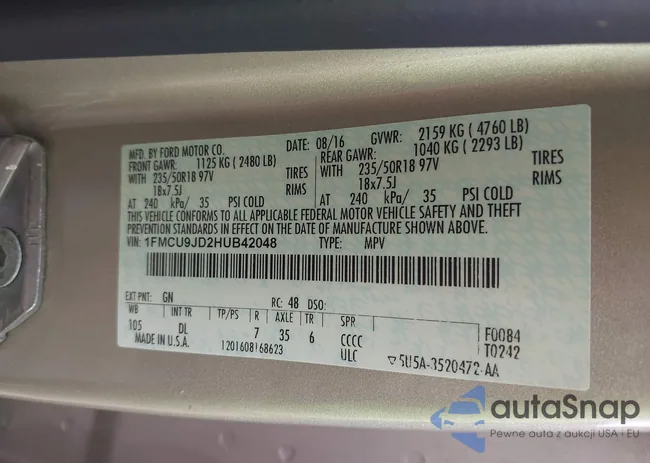 MFD. BY FORD MOTOR CO.
DATE: 08/16 GVWR: 2159 KG ( 4760 LB)
FRONT GAWR: 1125 KG ( 2480 LB)
REAR GAWR: 1040 KG ( 2293 LB)
WITH 235/50R18 97V TIRES
WITH 235/50R18 97V TIRES
18x7.5J RIMS
18x7.5J RIMS
AT 240 kPa/ 35 PSI COLD
AT 240 kPa/ 35 PSI COLD
THIS VEHICLE CONFORMS TO ALL APPLICABLE FEDERAL MOTOR VEHICLE SAFETY AND THEFT
PREVENTION STANDARDS IN EFFECT ON THE DATE OF MANUFACTURE SHOWN ABOVE.
VIN: 1FMCU9JD2HUB42048 TYPE: MPV
EXT PNT: GN RC: 48 DSO:
WB INT TR TP/PS R AXLE TR SPR
105 DL 7 35 6 CCCC F0084
MADE IN U.S.A. 1201608168623 ULC T0242
▽5U5A-3520472-AA
autaSnap
Pewne auta z aukcji USA i EU